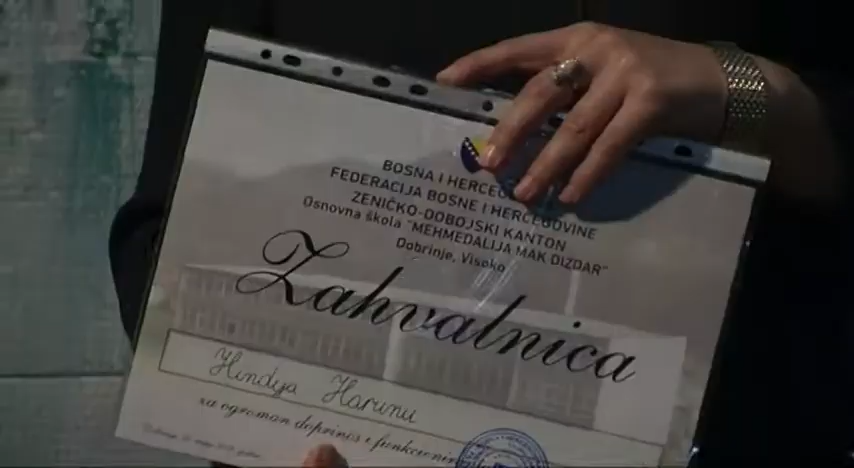 BOSNA I HERCEG
FEDERACIJA BOSNE I HERCEGOVINE
ZENIČKO-DOBOJSKI KANTON
Osnovna škola "MEHMEDALIJA MAK DIZDAR"
Dobrinje, Visoko
Zahvalnica
Hindija Harunu
za ogroman doprinos